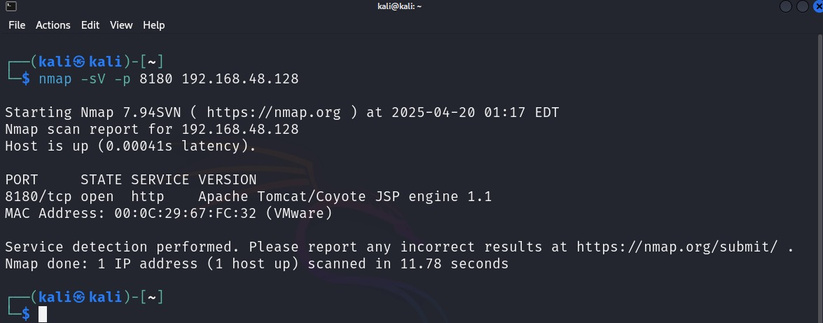 kali@kali: ~
File Actions Edit View Help
┌──(kali㉿kali)-[~]
└─$ nmap -sV -p 8180 192.168.48.128
Starting Nmap 7.94SVN ( https://nmap.org ) at 2025-04-20 01:17 EDT
Nmap scan report for 192.168.48.128
Host is up (0.00041s latency).
PORT     STATE SERVICE VERSION
8180/tcp open  http    Apache Tomcat/Coyote JSP engine 1.1
MAC Address: 00:0C:29:67:FC:32 (VMware)
Service detection performed. Please report any incorrect results at https://nmap.org/submit/ .
Nmap done: 1 IP address (1 host up) scanned in 11.78 seconds
┌──(kali㉿kali)-[~]
└─$